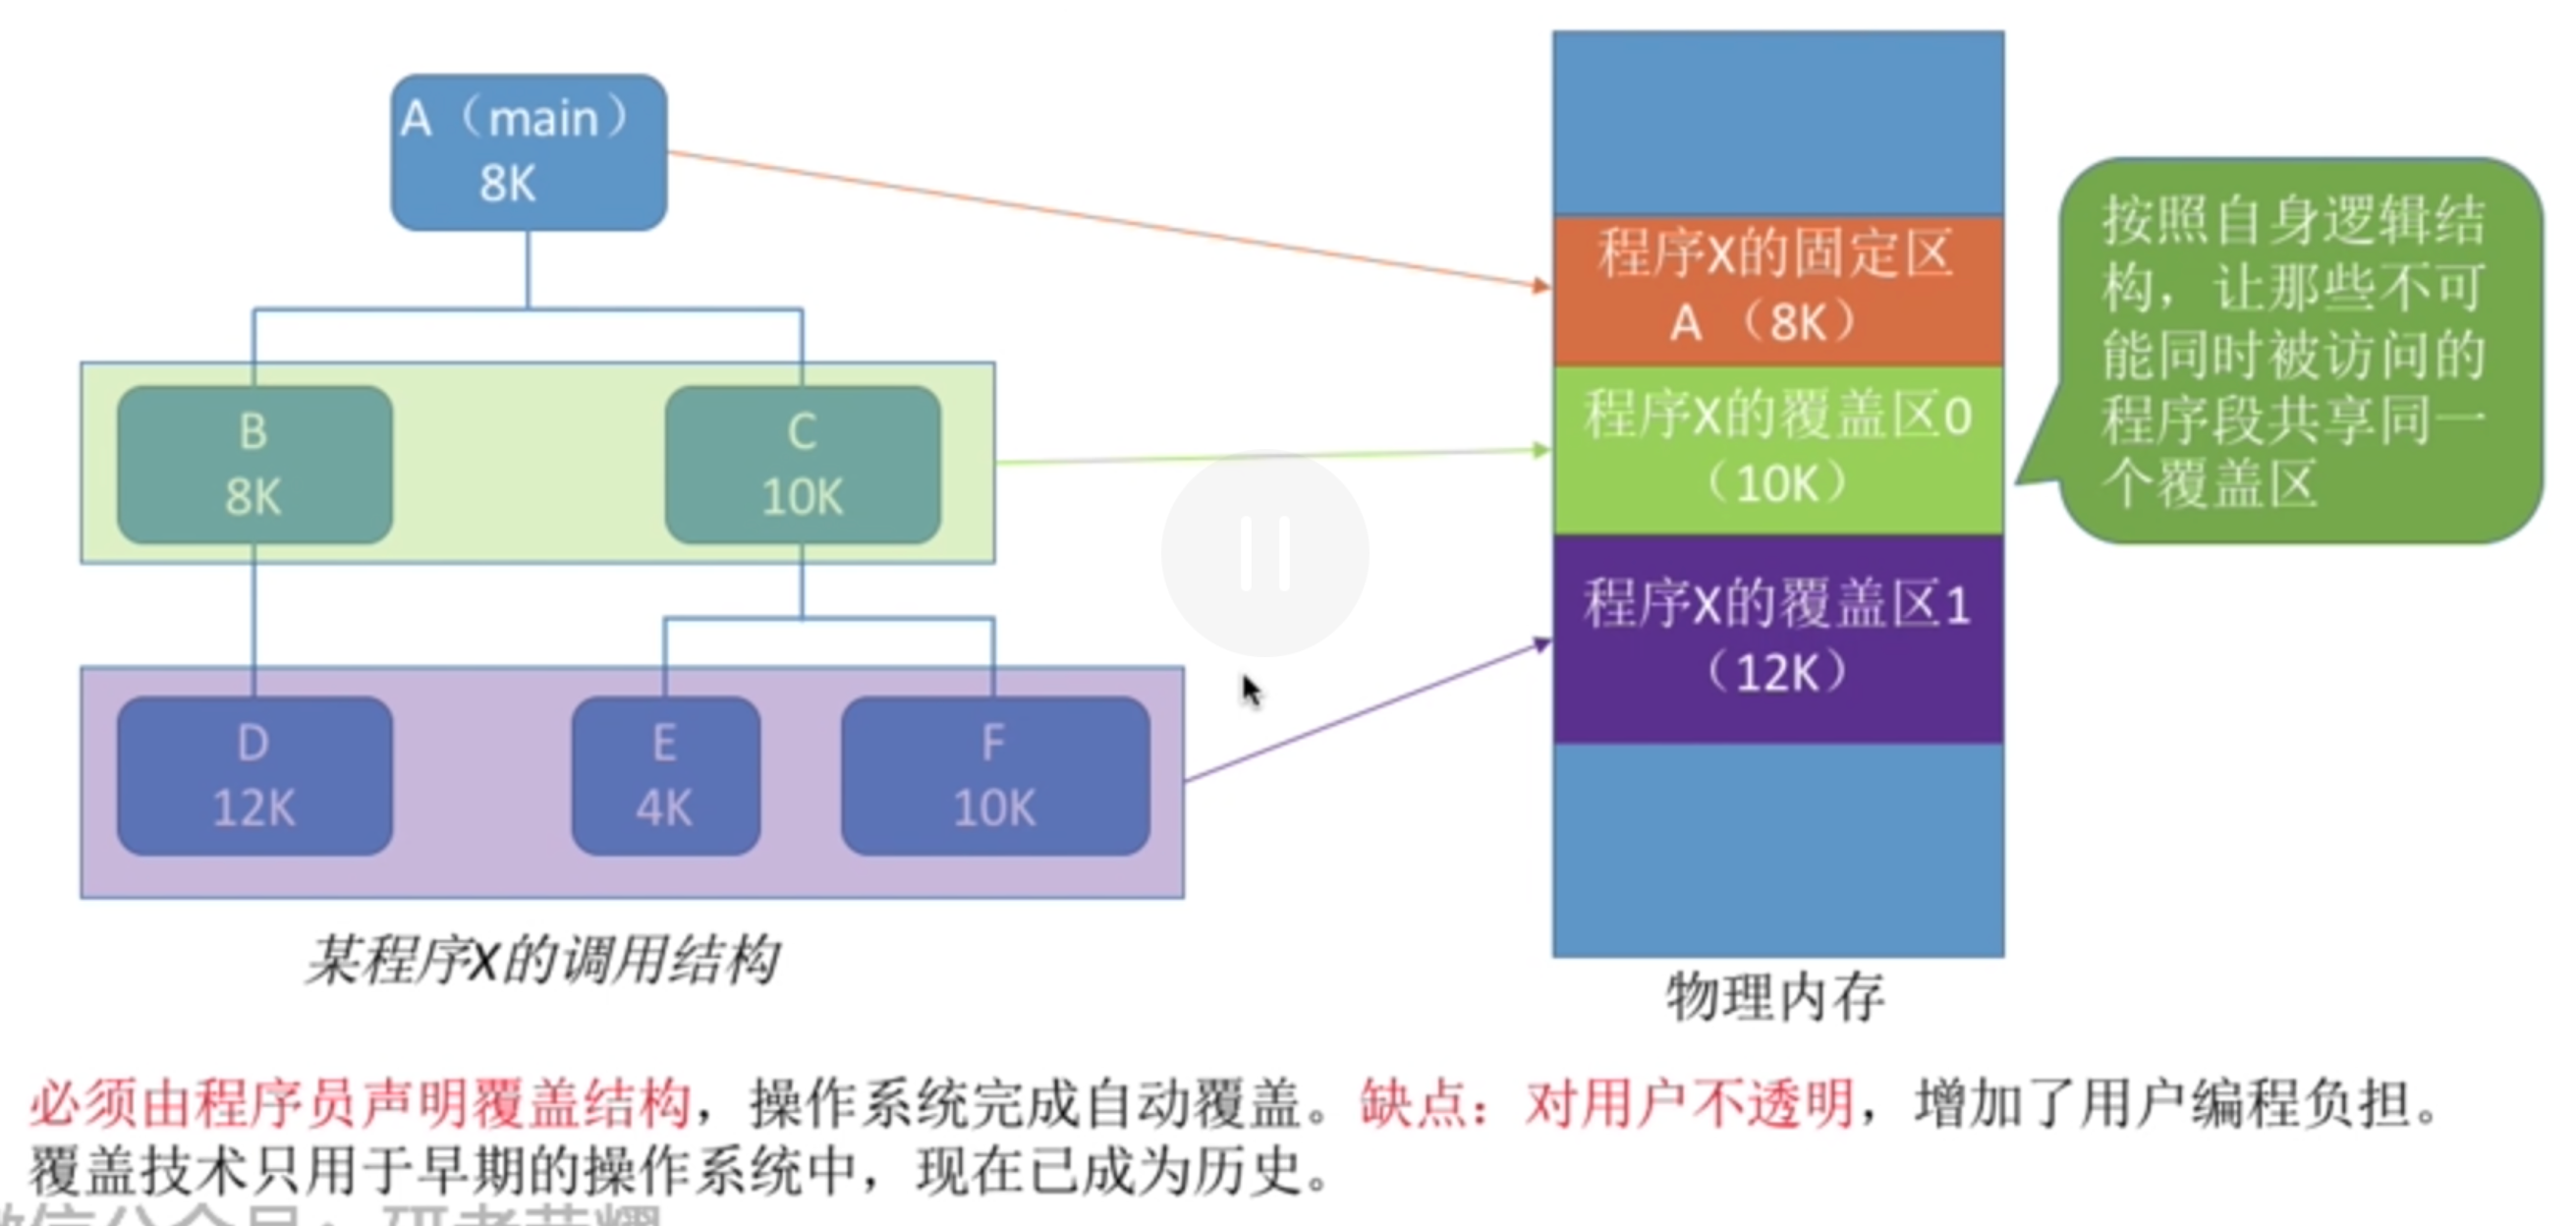 A（main）
8K
B
8K
C
10K
D
12K
E
4K
F
10K
某程序X的调用结构
程序X的固定区
A （8K）
程序X的覆盖区0
（10K）
程序X的覆盖区1
（12K）
物理内存
按照自身逻辑结
构，让那些不可
能同时被访问的
程序段共享同一
个覆盖区
必须由程序员声明覆盖结构，操作系统完成自动覆盖。缺点：对用户不透明，增加了用户编程负担。
覆盖技术只用于早期的操作系统中，现在已成为历史。